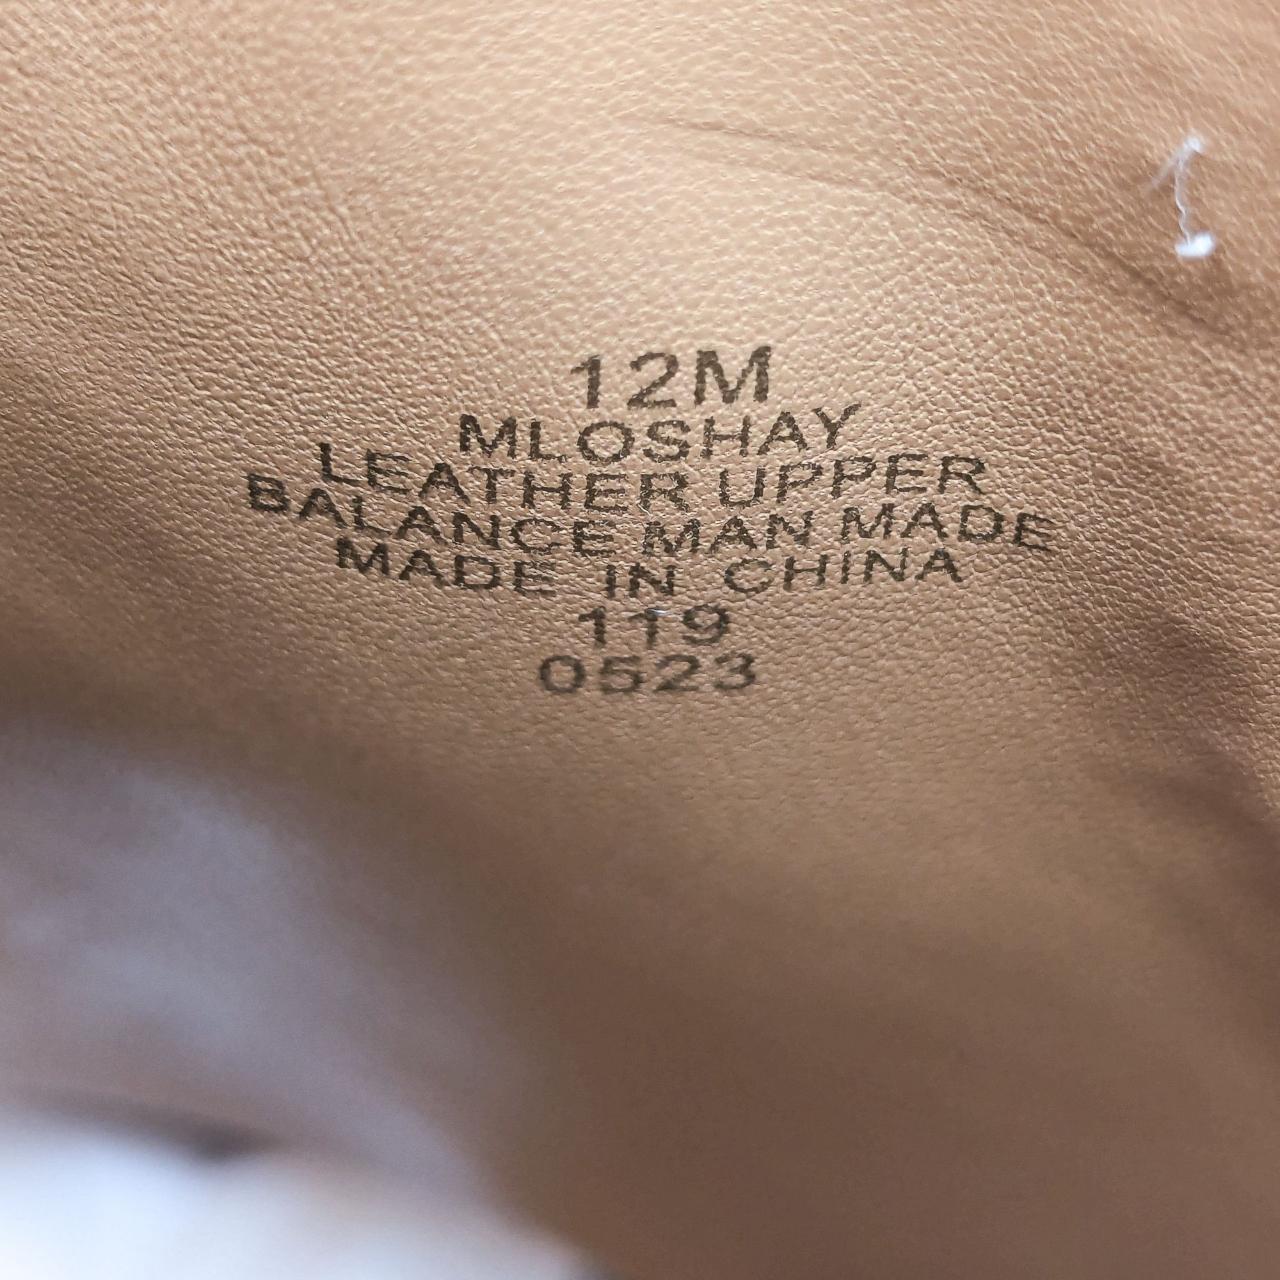 12M
MLOSHAY
LEATHER UPPER
BALANCE MAN MADE
MADE IN CHINA
119
0523